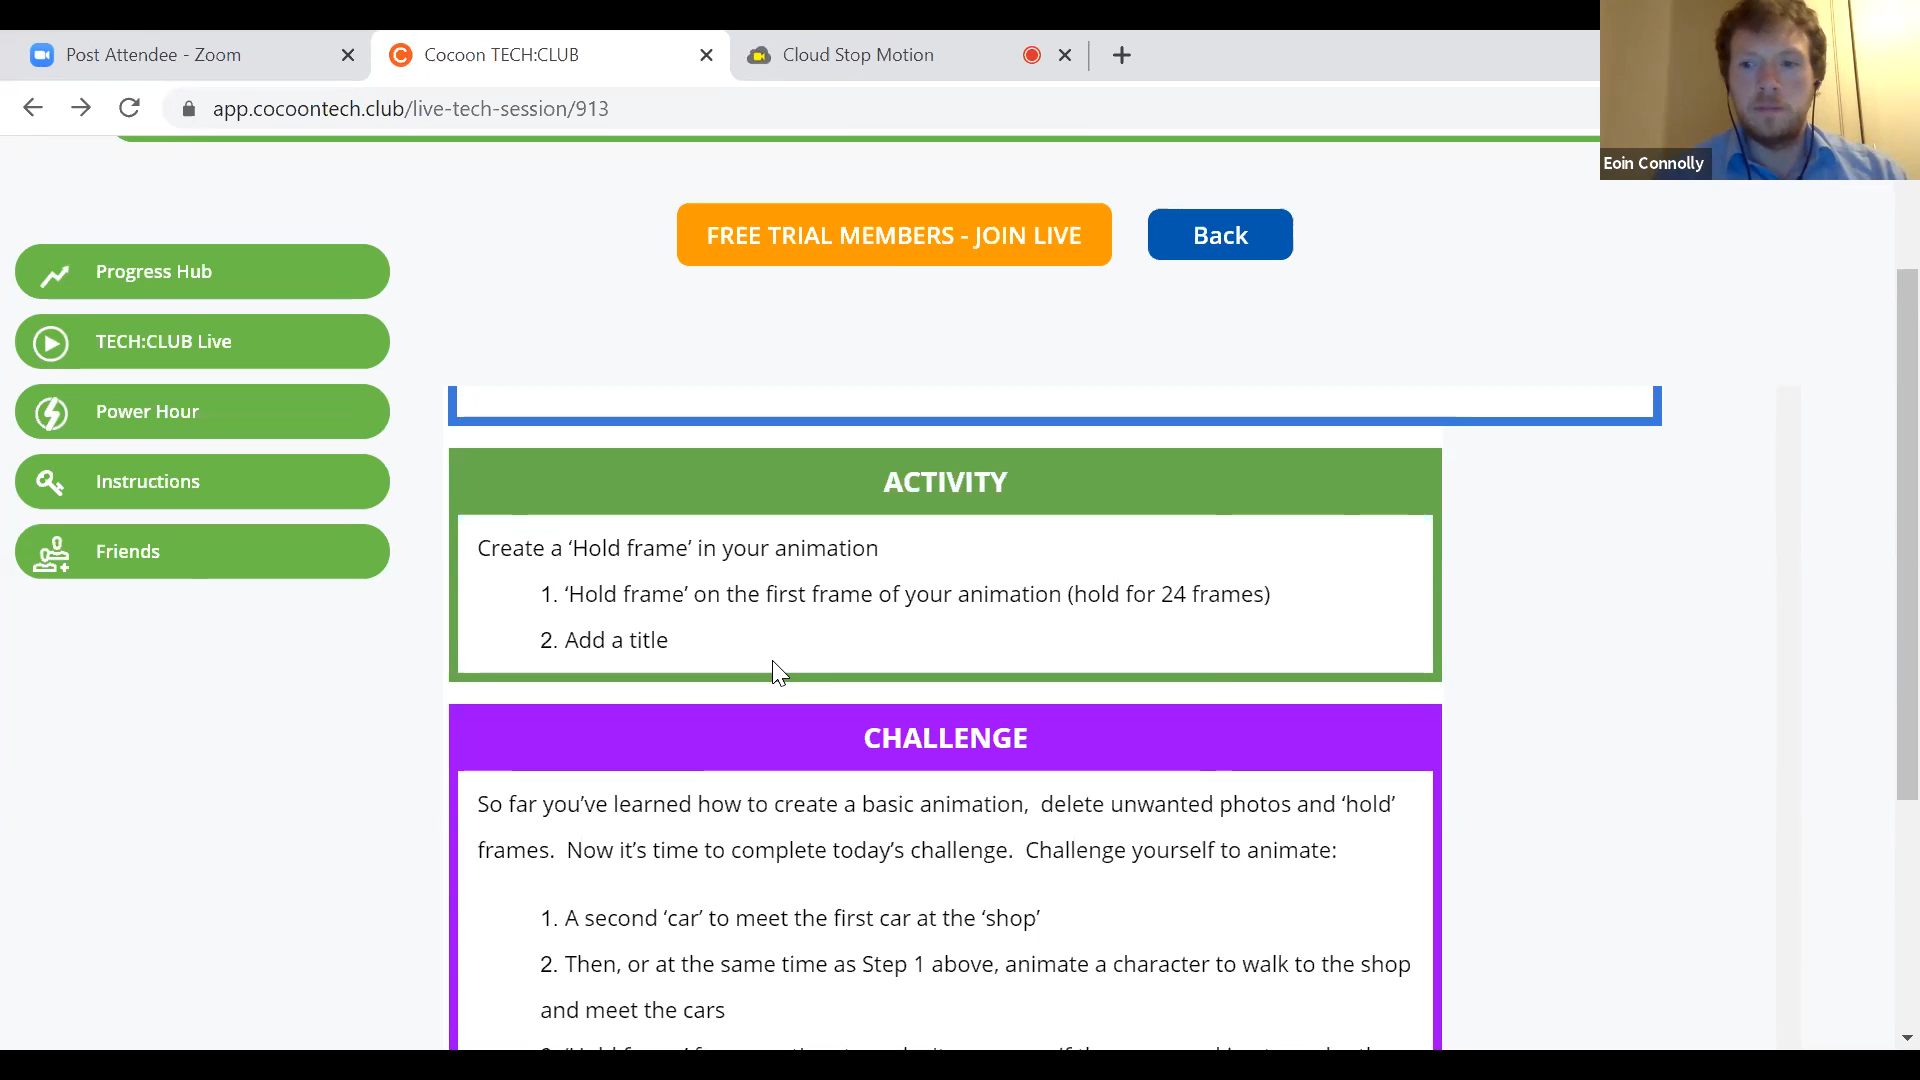 Post Attendee - Zoom
Cocoon TECH:CLUB
Cloud Stop Motion
app.cocoontech.club/live-tech-session/913
Eoin Connolly
FREE TRIAL MEMBERS - JOIN LIVE
Back
Progress Hub
TECH:CLUB Live
Power Hour
Instructions
Friends
ACTIVITY
Create a ‘Hold frame’ in your animation
1. ‘Hold frame’ on the first frame of your animation (hold for 24 frames)
2. Add a title
CHALLENGE
So far you’ve learned how to create a basic animation,  delete unwanted photos and ‘hold’
frames.  Now it’s time to complete today’s challenge.  Challenge yourself to animate:
1. A second ‘car’ to meet the first car at the ‘shop’
2. Then, or at the same time as Step 1 above, animate a character to walk to the shop
and meet the cars